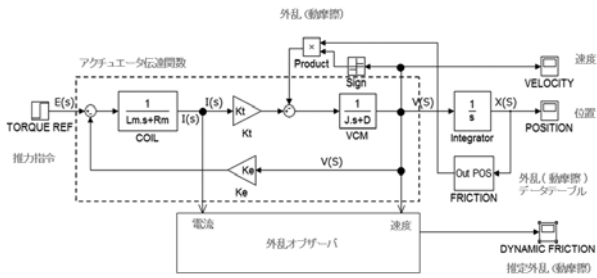 外乱(動摩擦)
アクチュエータ伝達関数
×
Product
Sign
速度
VELOCITY
E(s)
1
Lm.s+Rm
COIL
I(s)
I(s)
Kt
Kt
1
J.s+D
VCM
V(S)
1
s
Integrator
X(S)
位置
POSITION
TORQUE REF
推力指令
V(S)
Ke
Ke
Out POS
FRICTION
外乱(動摩擦)
データテーブル
電流
外乱オブザーバ
速度
DYNAMIC FRICTION
推定外乱(動摩擦)